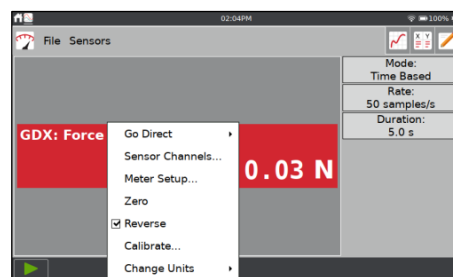 02:04PM
100%
File Sensors
X Y
Mode:
Time Based
Rate:
50 samples/s
Duration:
5.0 s
GDX: Force
0.03 N
Go Direct
Sensor Channels...
Meter Setup...
Zero
Reverse
Calibrate...
Change Units